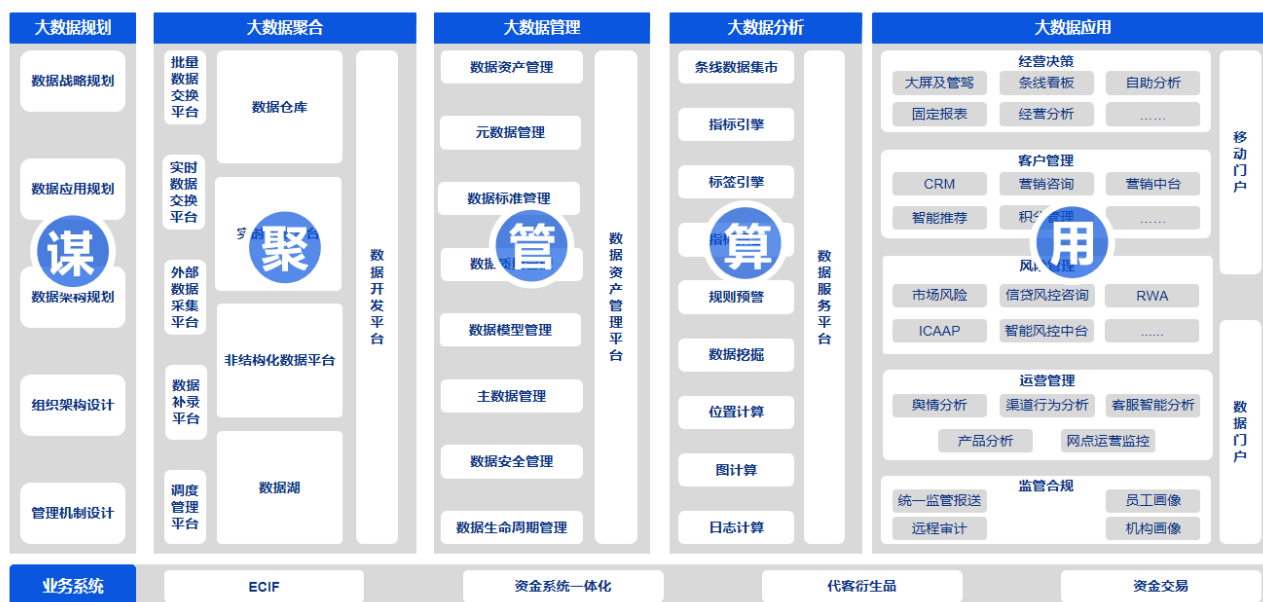 大数据规划
数据战略规划
数据应用规划
谋
数据架构规划
组织架构设计
管理机制设计
大数据聚合
批量
数据
交换
平台
实时
数据
交换
平台
外部
数据
采集
平台
数据
补录
平台
调度
管理
平台
数据仓库
聚
非结构化数据平台
数据湖
数据开发平台
大数据管理
数据资产管理
元数据管理
数据标准管理
管
数据模型管理
主数据管理
数据安全管理
数据生命周期管理
数据资产管理平台
大数据分析
条线数据集市
指标引擎
标签引擎
算
规则预警
数据挖掘
位置计算
图计算
日志计算
数据服务平台
大数据应用
经营决策
大屏及管驾 条线看板 自助分析
固定报表 经营分析 ……
客户管理
CRM 营销咨询 营销中台
智能推荐 积分管理 ……
用
风险管理
市场风险 信贷风控咨询 RWA
ICAAP 智能风控中台 ......
运营管理
舆情分析 渠道行为分析 客服智能分析
产品分析 网点运营监控
监管合规
统一监管报送 员工画像
远程审计 机构画像
移动门户
数据门户
业务系统 ECIF 资金系统一体化 代客衍生品 资金交易